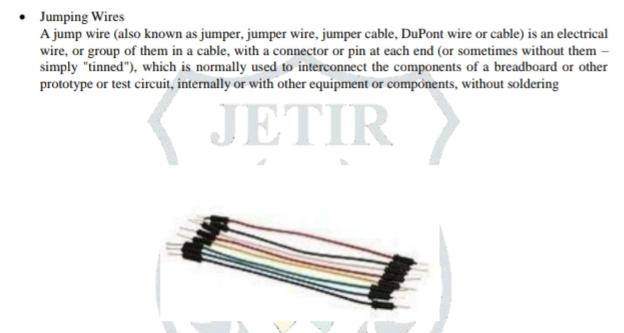 • Jumping Wires
A jump wire (also known as jumper, jumper wire, jumper cable, DuPont wire or cable) is an electrical
wire, or group of them in a cable, with a connector or pin at each end (or sometimes without them –
simply "tinned"), which is normally used to interconnect the components of a breadboard or other
prototype or test circuit, internally or with other equipment or components, without soldering
JETIR